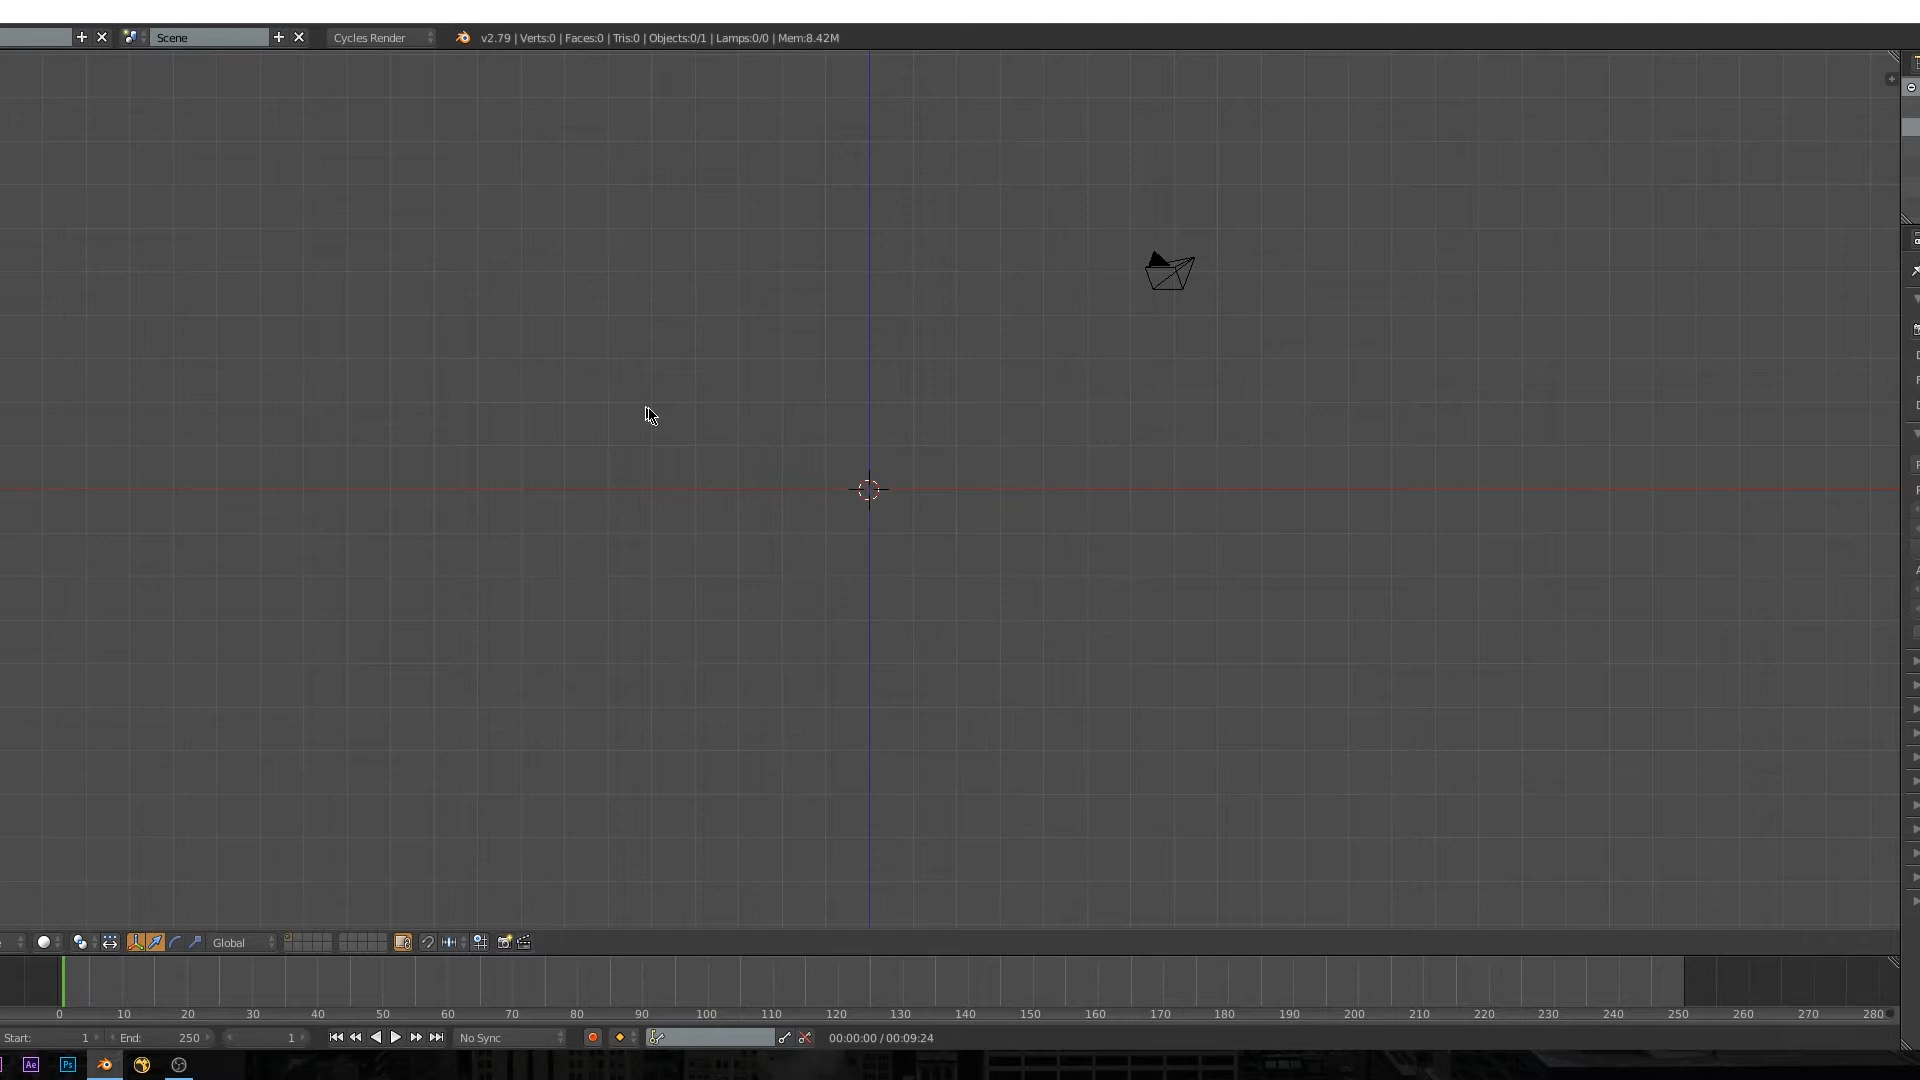 Scene
Cycles Render
v2.79 | Verts:0 | Faces:0 | Tris:0 | Objects:0/1 | Lamps:0/0 | Mem:8.42M
Global
0 10 20 30 40 50 60 70 80 90 100 110 120 130 140 150 160 170 180 190 200 210 220 230 240 250 260 270 280
Start: 1 End: 250 1 No Sync 00:00:00 / 00:09:24
Ae Ps